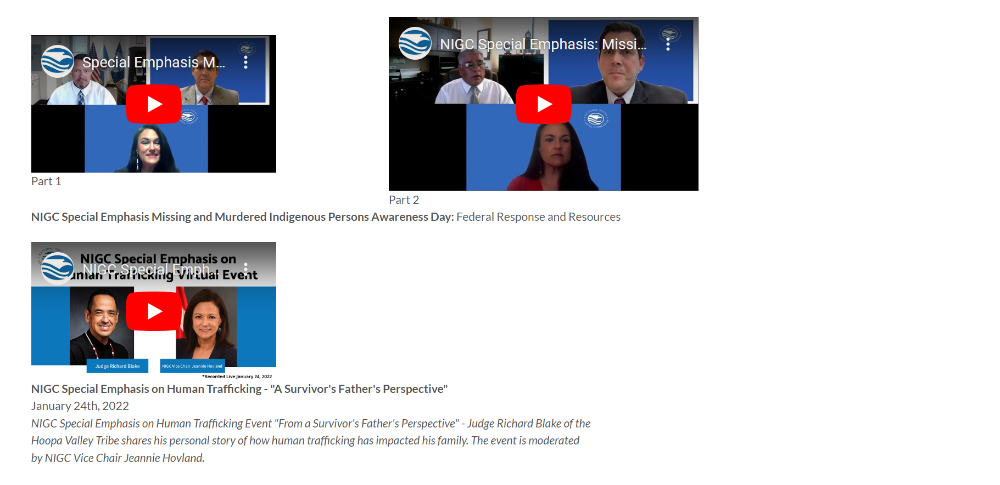 Special Emphasis M...
Part 1
NIGC Special Emphasis: Missi...
NATIONAL INDIAN
GAMING COMMISSION
Part 2
NIGC Special Emphasis Missing and Murdered Indigenous Persons Awareness Day: Federal Response and Resources
NIGC Special Emphasis on
NIGC Special Emph...
uman Trafficking Virtual Event
Judge Richard Blake
NIGC Vice Chair Jeannie Hovland
*Recorded Live January 24, 2022
NIGC Special Emphasis on Human Trafficking - "A Survivor's Father's Perspective"
January 24th, 2022
NIGC Special Emphasis on Human Trafficking Event "From a Survivor's Father's Perspective" - Judge Richard Blake of the
Hoopa Valley Tribe shares his personal story of how human trafficking has impacted his family. The event is moderated
by NIGC Vice Chair Jeannie Hovland.